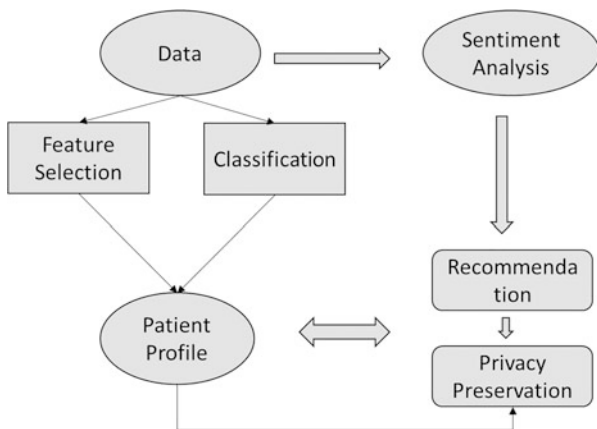 Data
Sentiment
Analysis
Feature
Selection
Classification
Recommenda
tion
Patient
Profile
Privacy
Preservation